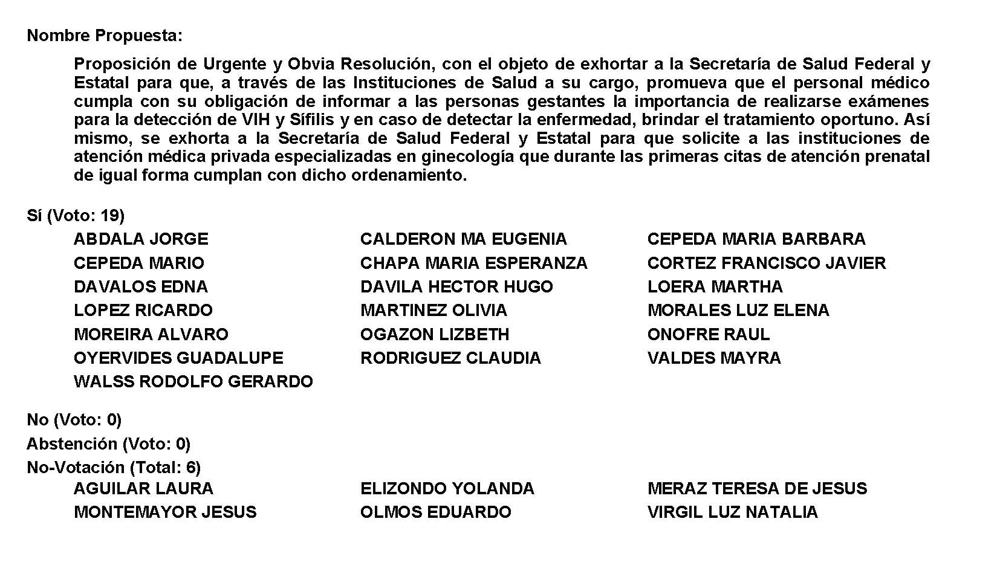 Nombre Propuesta:
Proposición de Urgente y Obvia Resolución, con el objeto de exhortar a la Secretaría de Salud Federal y
Estatal para que, a través de las Instituciones de Salud a su cargo, promueva que el personal médico
cumpla con su obligación de informar a las personas gestantes la importancia de realizarse exámenes
para la detección de VIH y Sífilis y en caso de detectar la enfermedad, brindar el tratamiento oportuno. Así
mismo, se exhorta a la Secretaría de Salud Federal y Estatal para que solicite a las instituciones de
atención médica privada especializadas en ginecología que durante las primeras citas de atención prenatal
de igual forma cumplan con dicho ordenamiento.
Sí (Voto: 19)
ABDALA JORGE CALDERON MA EUGENIA CEPEDA MARIA BARBARA
CEPEDA MARIO CHAPA MARIA ESPERANZA CORTEZ FRANCISCO JAVIER
DAVALOS EDNA DAVILA HECTOR HUGO LOERA MARTHA
LOPEZ RICARDO MARTINEZ OLIVIA MORALES LUZ ELENA
MOREIRA ALVARO OGAZON LIZBETH ONOFRE RAUL
OYERVIDES GUADALUPE RODRIGUEZ CLAUDIA VALDES MAYRA
WALSS RODOLFO GERARDO
No (Voto: 0)
Abstención (Voto: 0)
No-Votación (Total: 6)
AGUILAR LAURA ELIZONDO YOLANDA MERAZ TERESA DE JESUS
MONTEMAYOR JESUS OLMOS EDUARDO VIRGIL LUZ NATALIA